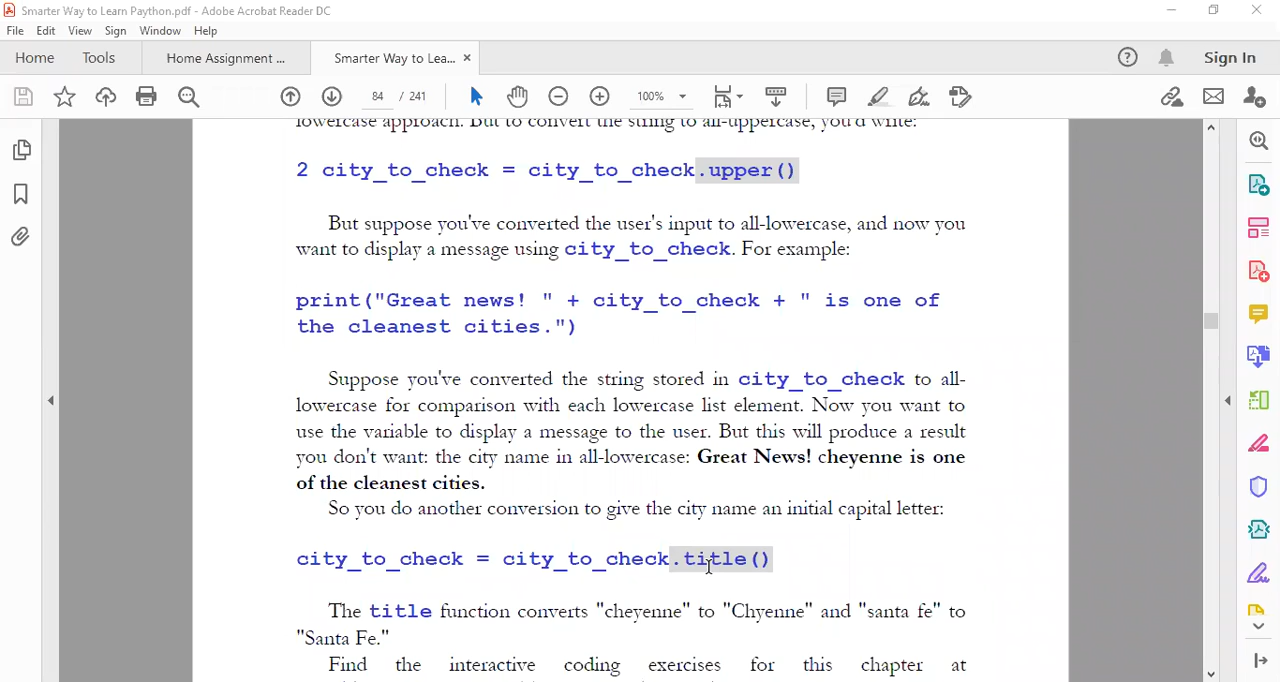 Smarter Way to Learn Paython.pdf - Adobe Acrobat Reader DC
File Edit View Sign Window Help
Home Tools Home Assignment ... Smarter Way to Lea... × Sign In
84 / 241 100%
lowercase approach. But to convert the string to all-uppercase, you'd write:
2 city_to_check = city_to_check.upper()
But suppose you've converted the user's input to all-lowercase, and now you
want to display a message using city_to_check. For example:
print("Great news! " + city_to_check + " is one of
the cleanest cities.")
Suppose you've converted the string stored in city_to_check to all-
lowercase for comparison with each lowercase list element. Now you want to
use the variable to display a message to the user. But this will produce a result
you don't want: the city name in all-lowercase: Great News! cheyenne is one
of the cleanest cities.
So you do another conversion to give the city name an initial capital letter:
city_to_check = city_to_check.title()
The title function converts "cheyenne" to "Chyenne" and "santa fe" to
"Santa Fe."
Find the interactive coding exercises for this chapter at